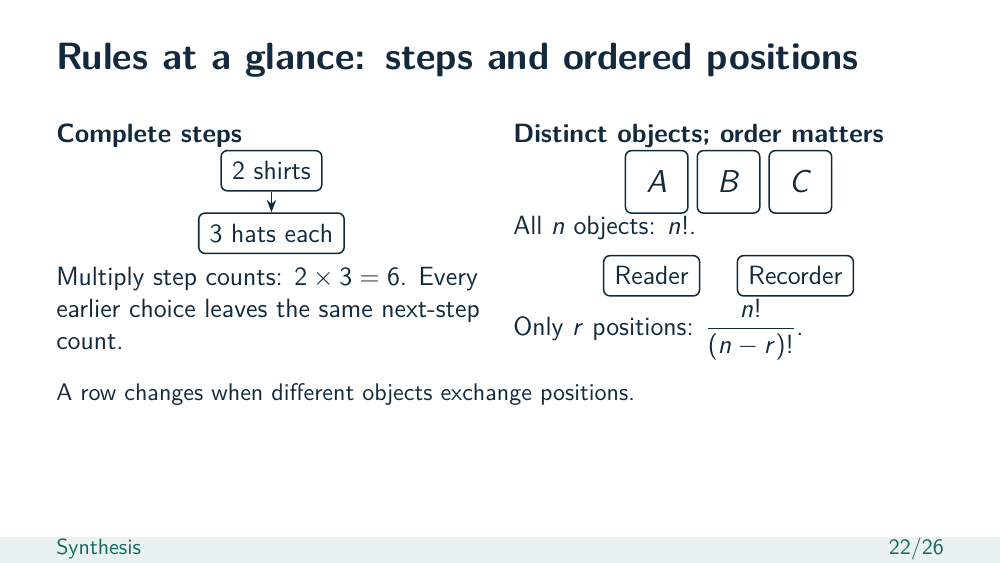 Rules at a glance: steps and ordered positions
Complete steps
2 shirts
3 hats each
Multiply step counts: 2 × 3 = 6. Every
earlier choice leaves the same next-step
count.
Distinct objects; order matters
A B C
All n objects: n!.
Reader Recorder
Only r positions: n!/(n − r)!.
A row changes when different objects exchange positions.
Synthesis 22/26